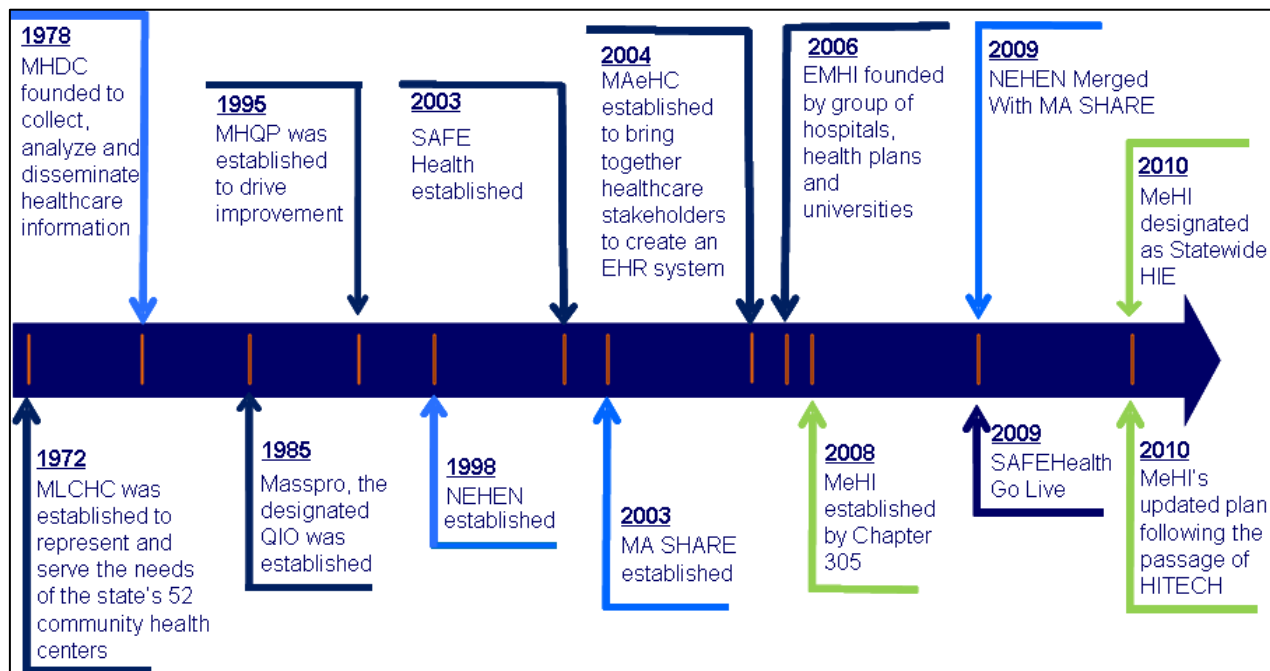 1978
MHDC
founded to
collect,
analyze and
disseminate
healthcare
information
1995
MHQP was
established
to drive
improvement
2003
SAFE
Health
established
2004
MAeHC
established
to bring
together
healthcare
stakeholders
to create an
EHR system
2006
EMHI founded
by group of
hospitals,
health plans
and
universities
2009
NEHEN Merged
With MA SHARE
2010
MeHI
designated
as Statewide
HIE
1972
MLCHC was
established to
represent and
serve the needs
of the state's 52
community health
centers
1985
Masspro, the
designated
QIO was
established
1998
NEHEN
established
2003
MA SHARE
established
2008
MeHI
established
by Chapter
305
2009
SAFEHealth
Go Live
2010
MeHI's
updated plan
following the
passage of
HITECH